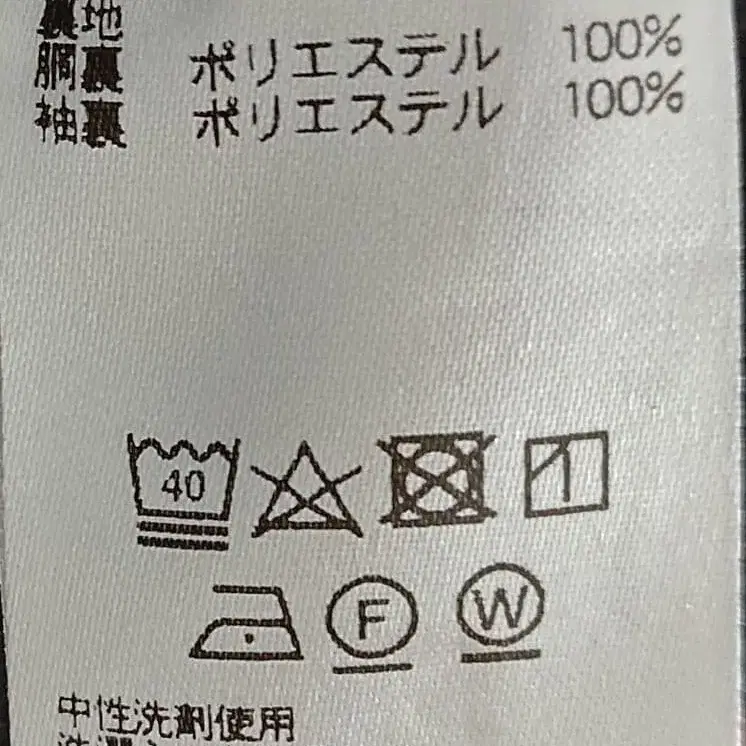 裏地
胴裏 ポリエステル 100%
袖裏 ポリエステル 100%
40
F W
中性洗剤使用